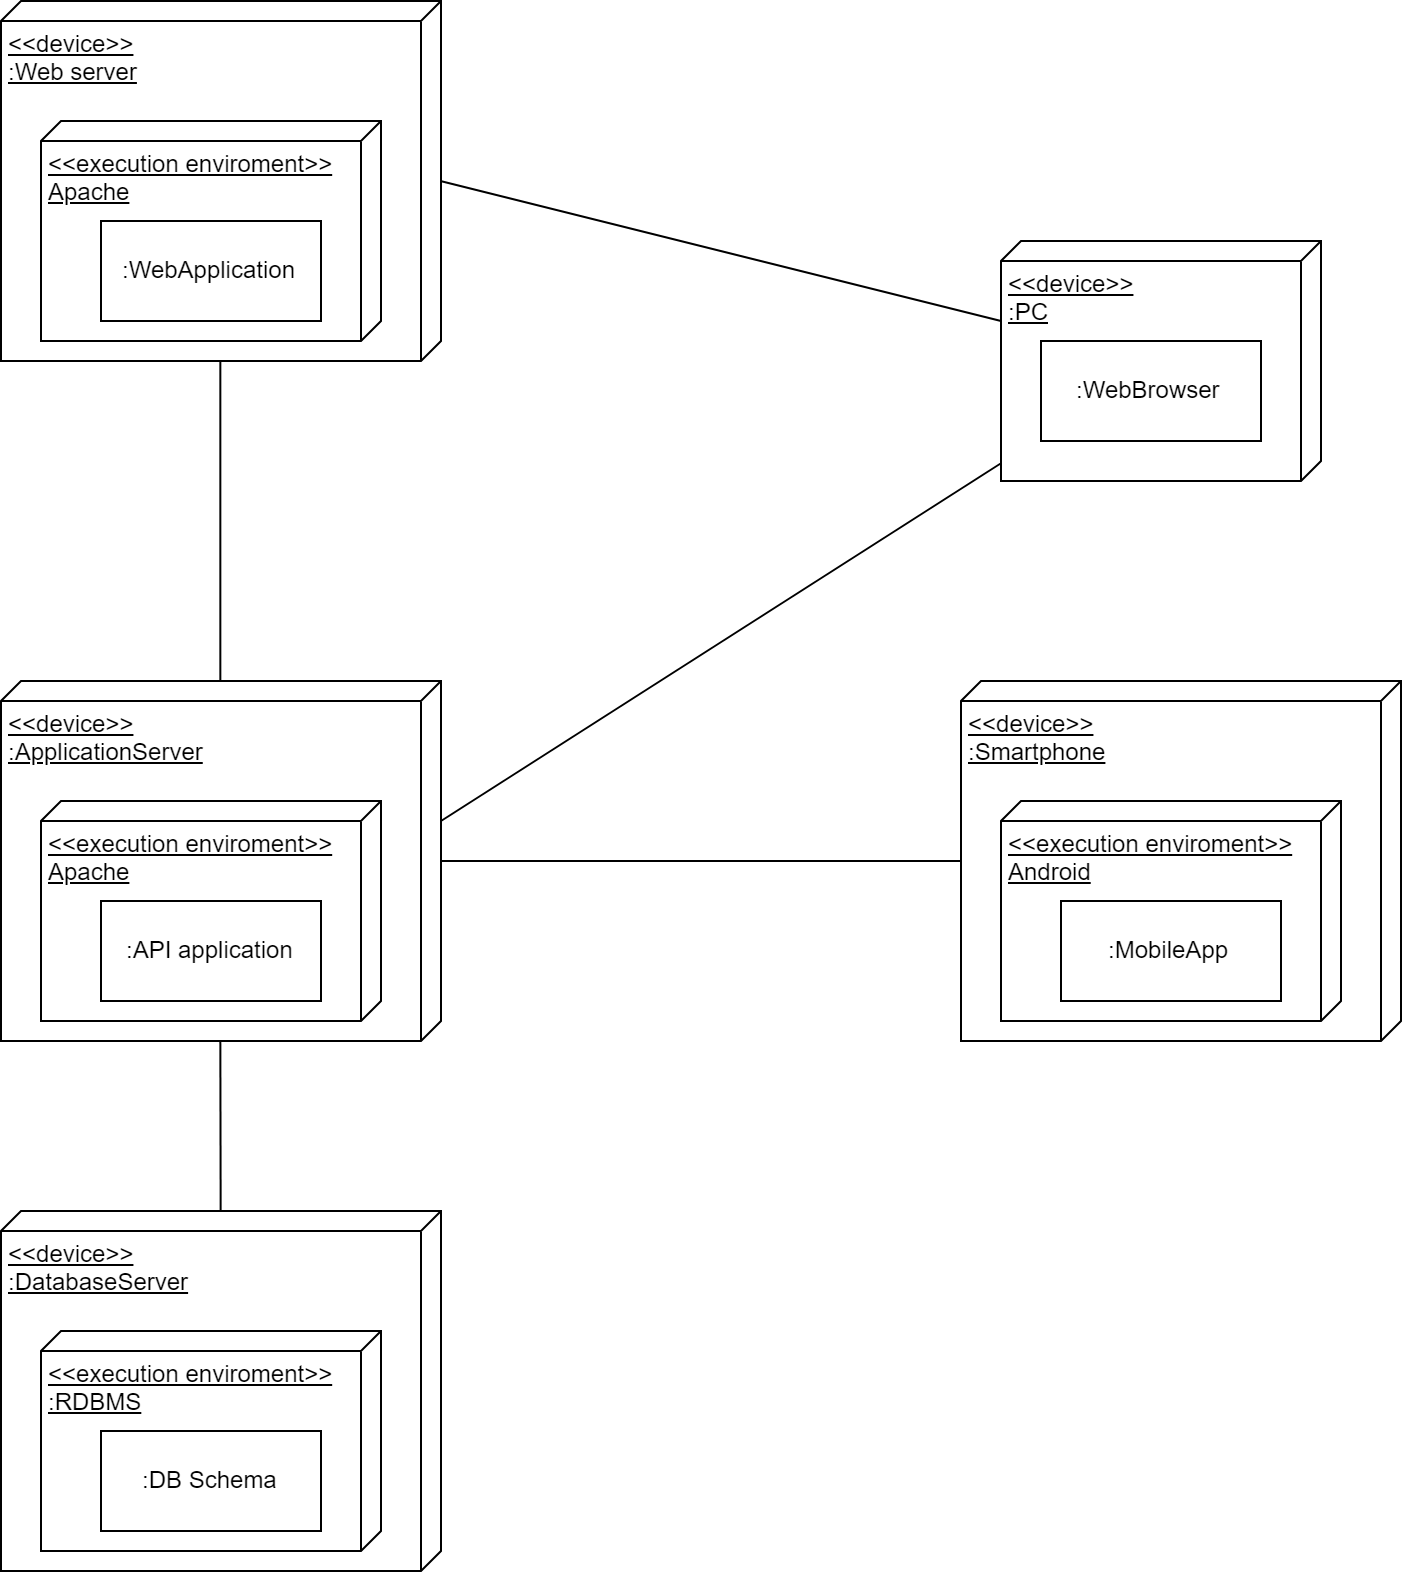 <<device>>
:Web server
<<execution enviroment>>
Apache
:WebApplication
<<device>>
:PC
:WebBrowser
<<device>>
:ApplicationServer
<<execution enviroment>>
Apache
:API application
<<device>>
:Smartphone
<<execution enviroment>>
Android
:MobileApp
<<device>>
:DatabaseServer
<<execution enviroment>>
:RDBMS
:DB Schema